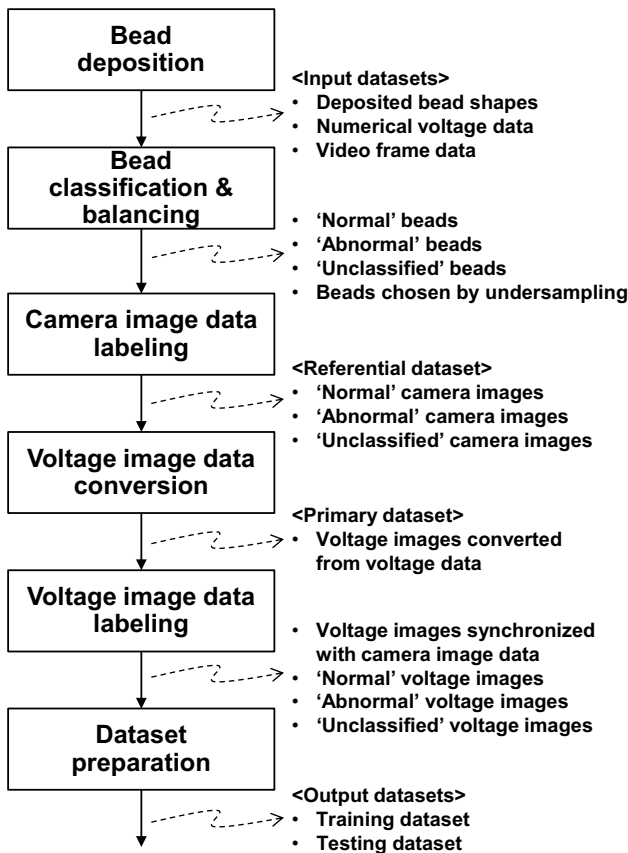 Bead
deposition
<Input datasets>
• Deposited bead shapes
• Numerical voltage data
• Video frame data
Bead
classification &
balancing
• ‘Normal’ beads
• ‘Abnormal’ beads
• ‘Unclassified’ beads
• Beads chosen by undersampling
Camera image data
labeling
<Referential dataset>
• ‘Normal’ camera images
• ‘Abnormal’ camera images
• ‘Unclassified’ camera images
Voltage image data
conversion
<Primary dataset>
• Voltage images converted
from voltage data
Voltage image data
labeling
• Voltage images synchronized
with camera image data
• ‘Normal’ voltage images
• ‘Abnormal’ voltage images
• ‘Unclassified’ voltage images
Dataset
preparation
<Output datasets>
• Training dataset
• Testing dataset